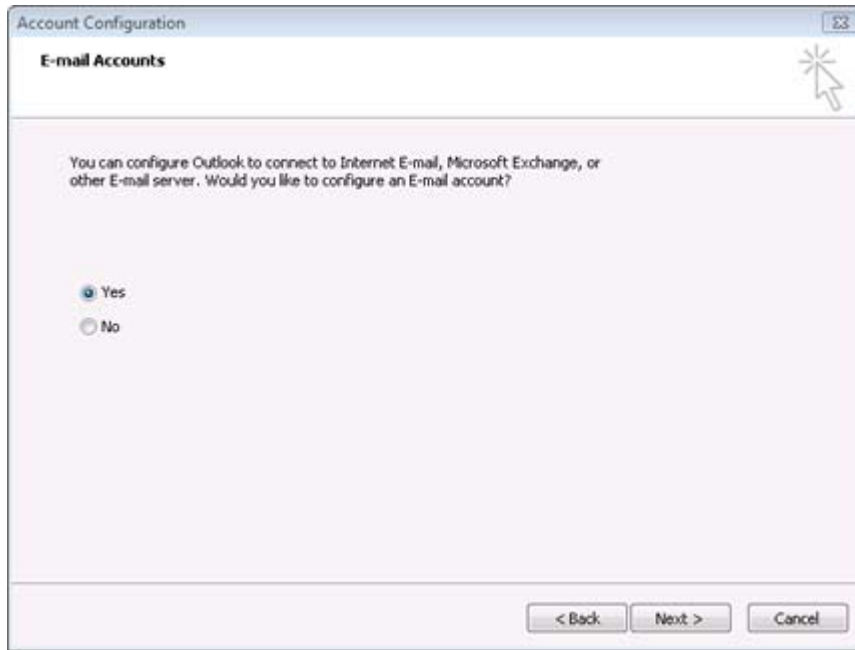 Account Configuration
E-mail Accounts
You can configure Outlook to connect to Internet E-mail, Microsoft Exchange, or
other E-mail server. Would you like to configure an E-mail account?
Yes
No
< Back
Next >
Cancel